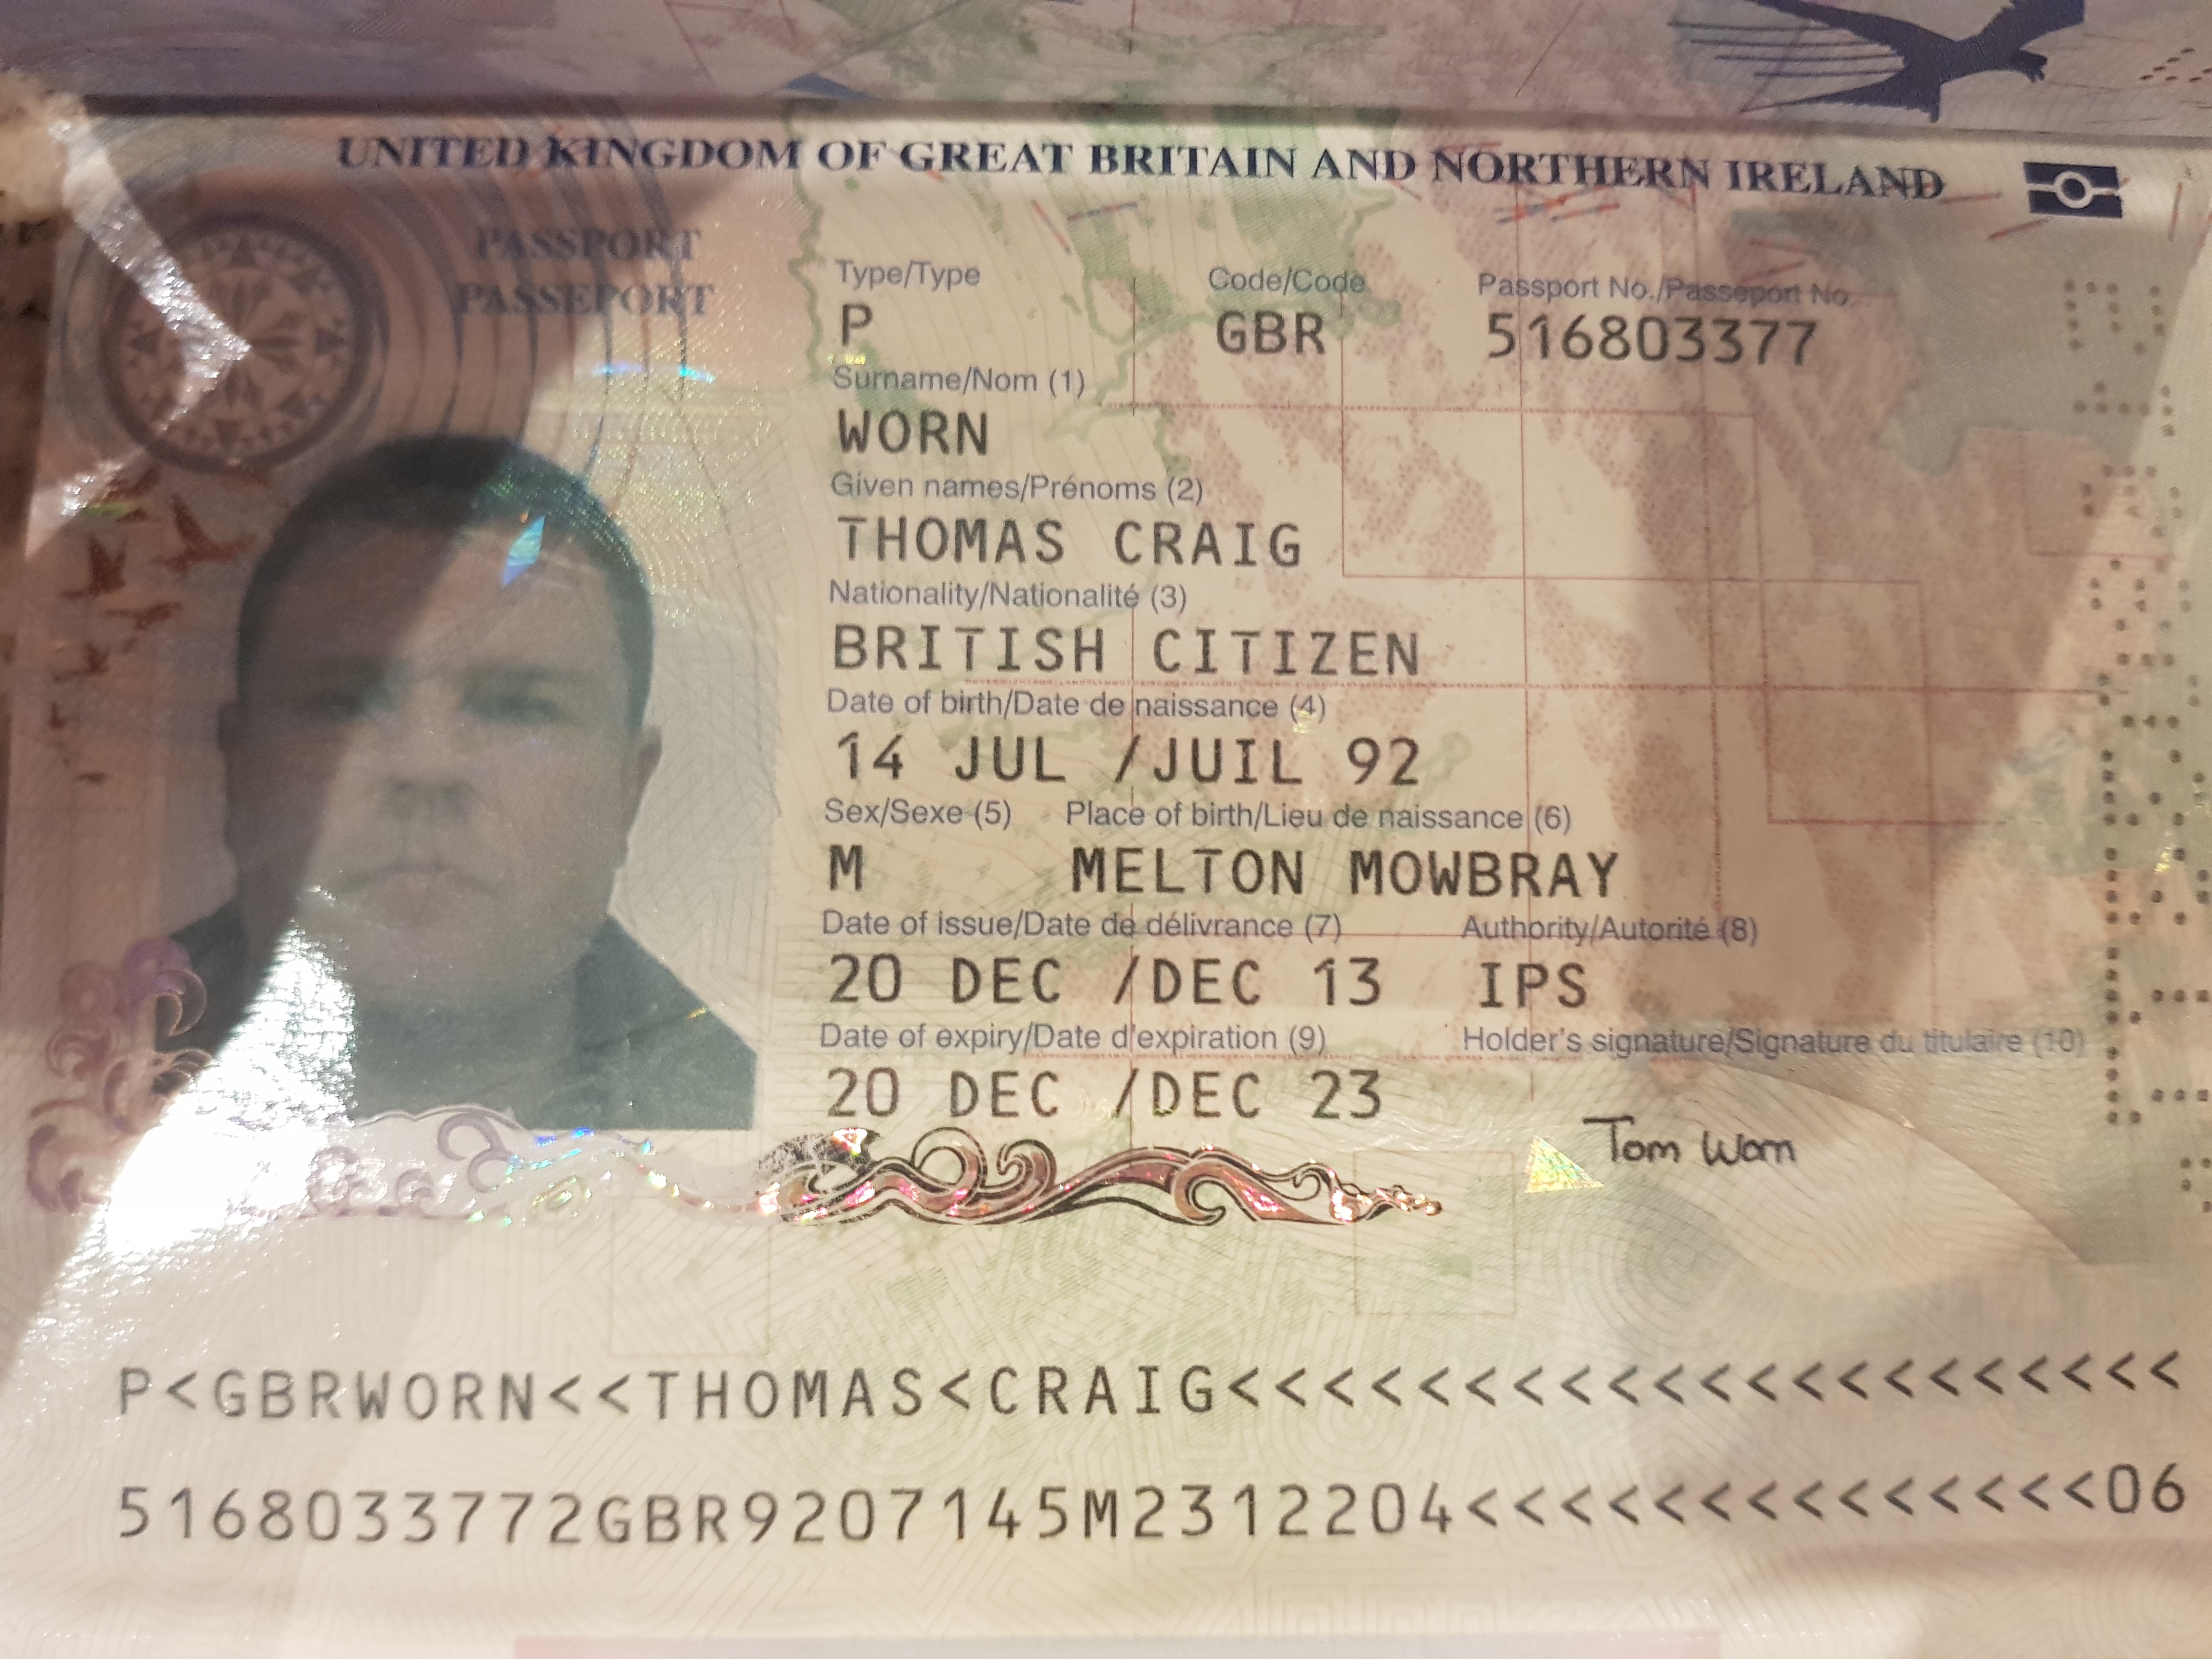 UNITED KINGDOM OF GREAT BRITAIN AND NORTHERN IRELAND
PASSPORT
PASSEPORT
Type/Type Code/Code Passport No./Passeport No.
P GBR 516803377
Surname/Nom (1)
WORN
Given names/Prénoms (2)
THOMAS CRAIG
Nationality/Nationalité (3)
BRITISH CITIZEN
Date of birth/Date de naissance (4)
14 JUL /JUIL 92
Sex/Sexe (5) Place of birth/Lieu de naissance (6)
M MELTON MOWBRAY
Date of issue/Date de délivrance (7) Authority/Autorité (8)
20 DEC /DEC 13 IPS
Date of expiry/Date d'expiration (9) Holder's signature/Signature du titulaire (10)
20 DEC /DEC 23
Tom Worn
P<GBRWORN<<THOMAS<CRAIG<<<<<<<<<<<<<<<<<<<<<
5168033772GBR9207145M2312204<<<<<<<<<<<<<<06